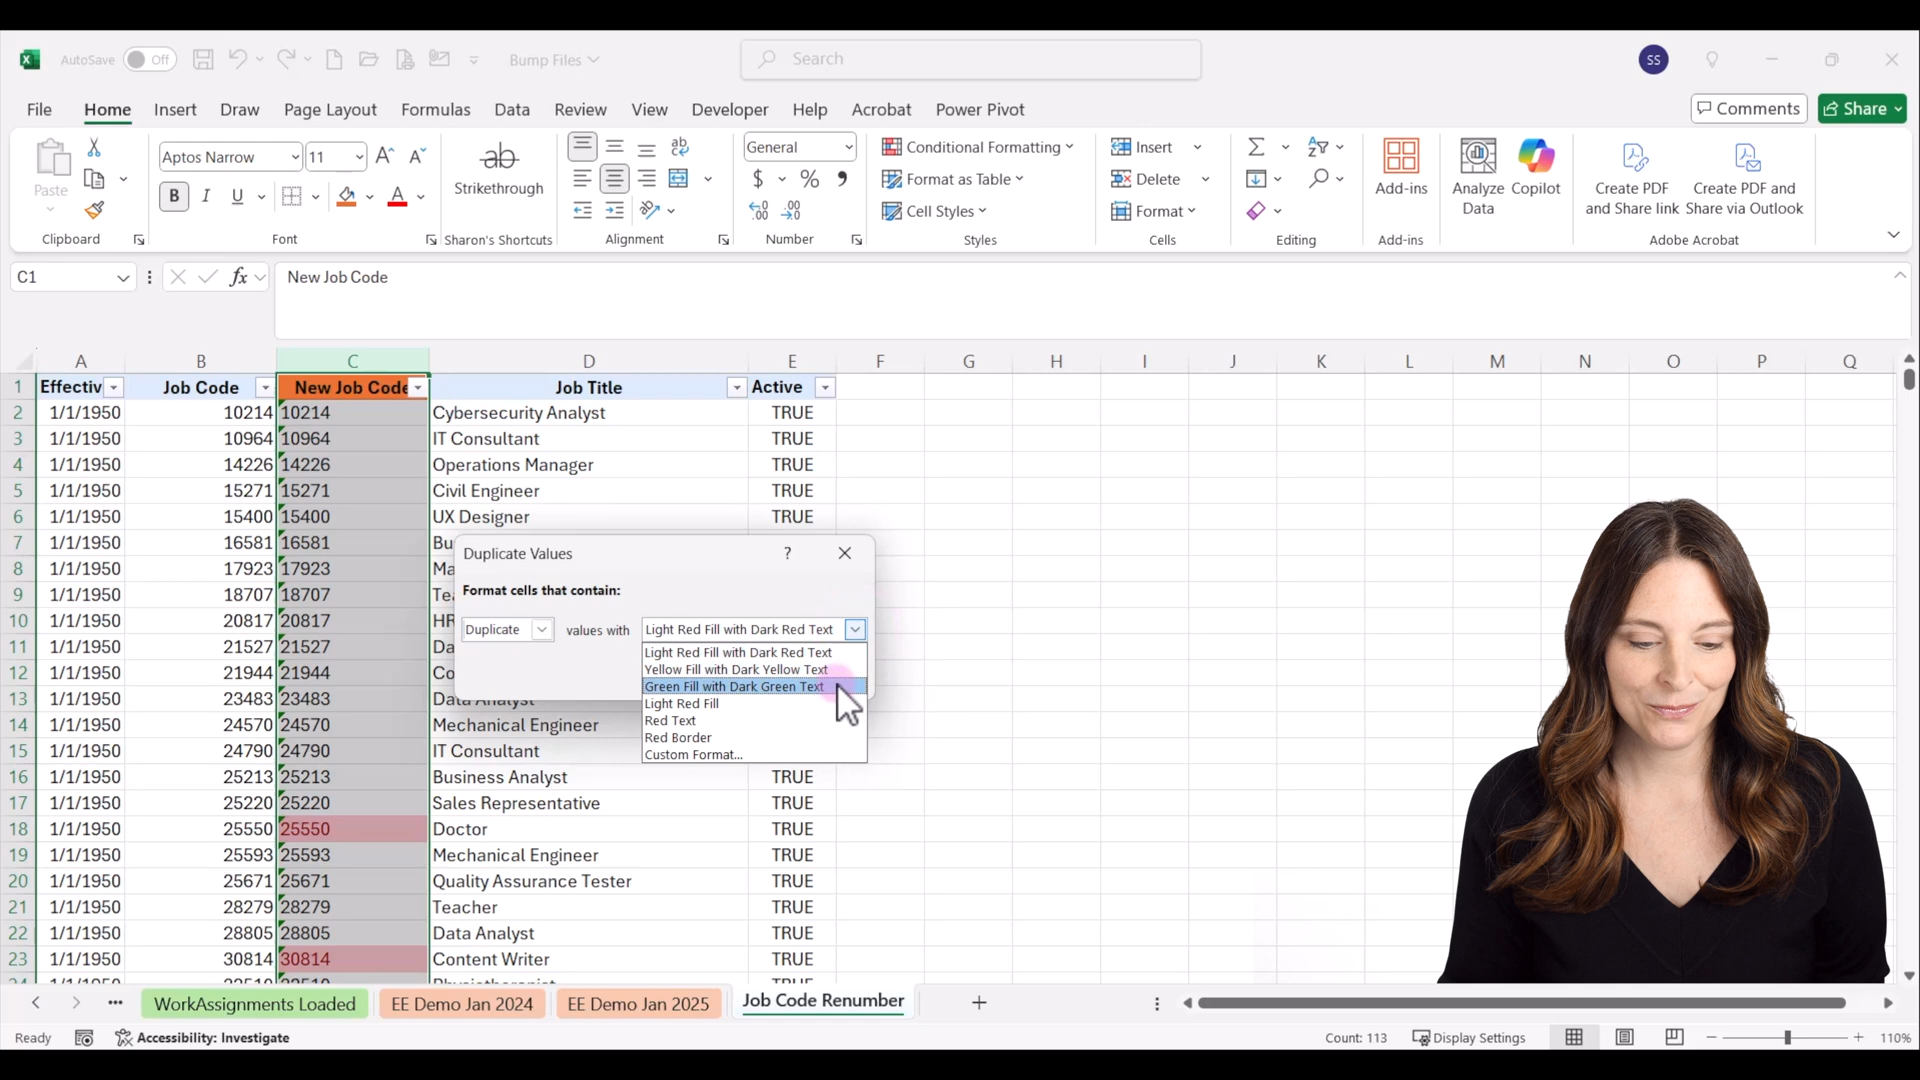 AutoSave Off Bump Files Search SS
File Home Insert Draw Page Layout Formulas Data Review View Developer Help Acrobat Power Pivot Comments Share
Paste
Clipboard
Aptos Narrow 11
B I U A
Font
ab
Strikethrough
Sharon's Shortcuts
Alignment
General
$ % ,
Number
Conditional Formatting
Format as Table
Cell Styles
Styles
Insert
Delete
Format
Cells
Editing
Add-ins
Add-ins
Analyze
Data
Copilot
Create PDF
and Share link
Create PDF and
Share via Outlook
Adobe Acrobat
C1 fx New Job Code
A B C D E F G H I J K L M N O P Q
1 Effectiv Job Code New Job Code Job Title Active
2 1/1/1950 10214 10214 Cybersecurity Analyst TRUE
3 1/1/1950 10964 10964 IT Consultant TRUE
4 1/1/1950 14226 14226 Operations Manager TRUE
5 1/1/1950 15271 15271 Civil Engineer TRUE
6 1/1/1950 15400 15400 UX Designer TRUE
7 1/1/1950 16581 16581 Bu
8 1/1/1950 17923 17923 Ma
9 1/1/1950 18707 18707 Tea
10 1/1/1950 20817 20817 HR
11 1/1/1950 21527 21527 Da
12 1/1/1950 21944 21944 Co
13 1/1/1950 23483 23483 Data Analyst
14 1/1/1950 24570 24570 Mechanical Engineer
15 1/1/1950 24790 24790 IT Consultant
16 1/1/1950 25213 25213 Business Analyst TRUE
17 1/1/1950 25220 25220 Sales Representative TRUE
18 1/1/1950 25550 25550 Doctor TRUE
19 1/1/1950 25593 25593 Mechanical Engineer TRUE
20 1/1/1950 25671 25671 Quality Assurance Tester TRUE
21 1/1/1950 28279 28279 Teacher TRUE
22 1/1/1950 28805 28805 Data Analyst TRUE
23 1/1/1950 30814 30814 Content Writer TRUE
Duplicate Values ?
Format cells that contain:
Duplicate values with Light Red Fill with Dark Red Text
Light Red Fill with Dark Red Text
Yellow Fill with Dark Yellow Text
Green Fill with Dark Green Text
Light Red Fill
Red Text
Red Border
Custom Format...
WorkAssignments Loaded EE Demo Jan 2024 EE Demo Jan 2025 Job Code Renumber
Ready Accessibility: Investigate Count: 113 Display Settings 110%